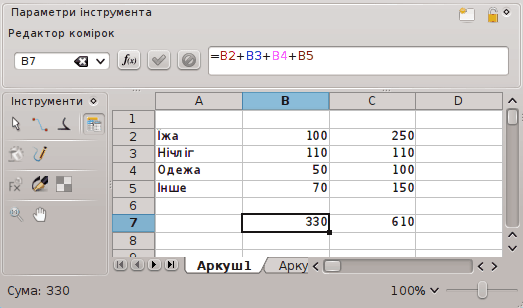 Параметри інструмента
Редактор комірок
B7 f(x) =B2+B3+B4+B5
Інструменти
A B C D
1
2 Їжа 100 250
3 Нічліг 110 110
4 Одежа 50 100
5 Інше 70 150
6
7 330 610
8
Аркуш1 Арку
Сума: 330 100%